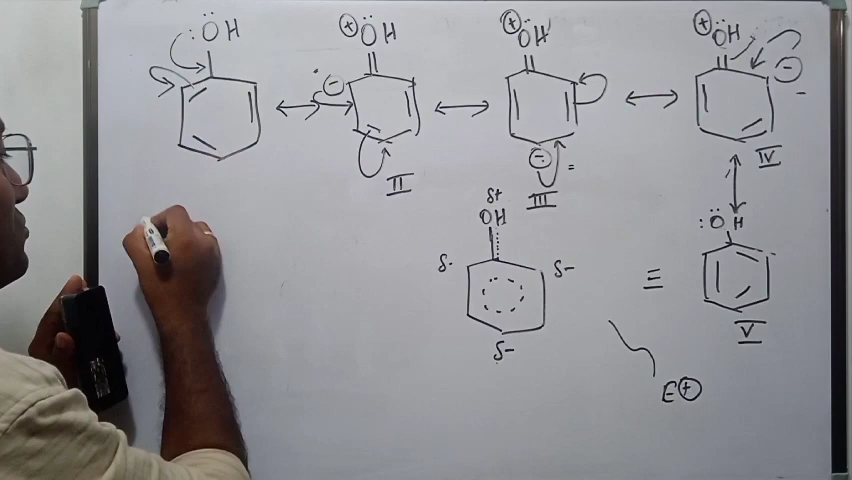 :ÖH
⊕ÖH
⊕ÖH
⊕ÖH
⊖
⊖
⊖
II
III
IV
δ+
OH
:ÖH
δ-
δ-
δ-
≡
V
E⊕